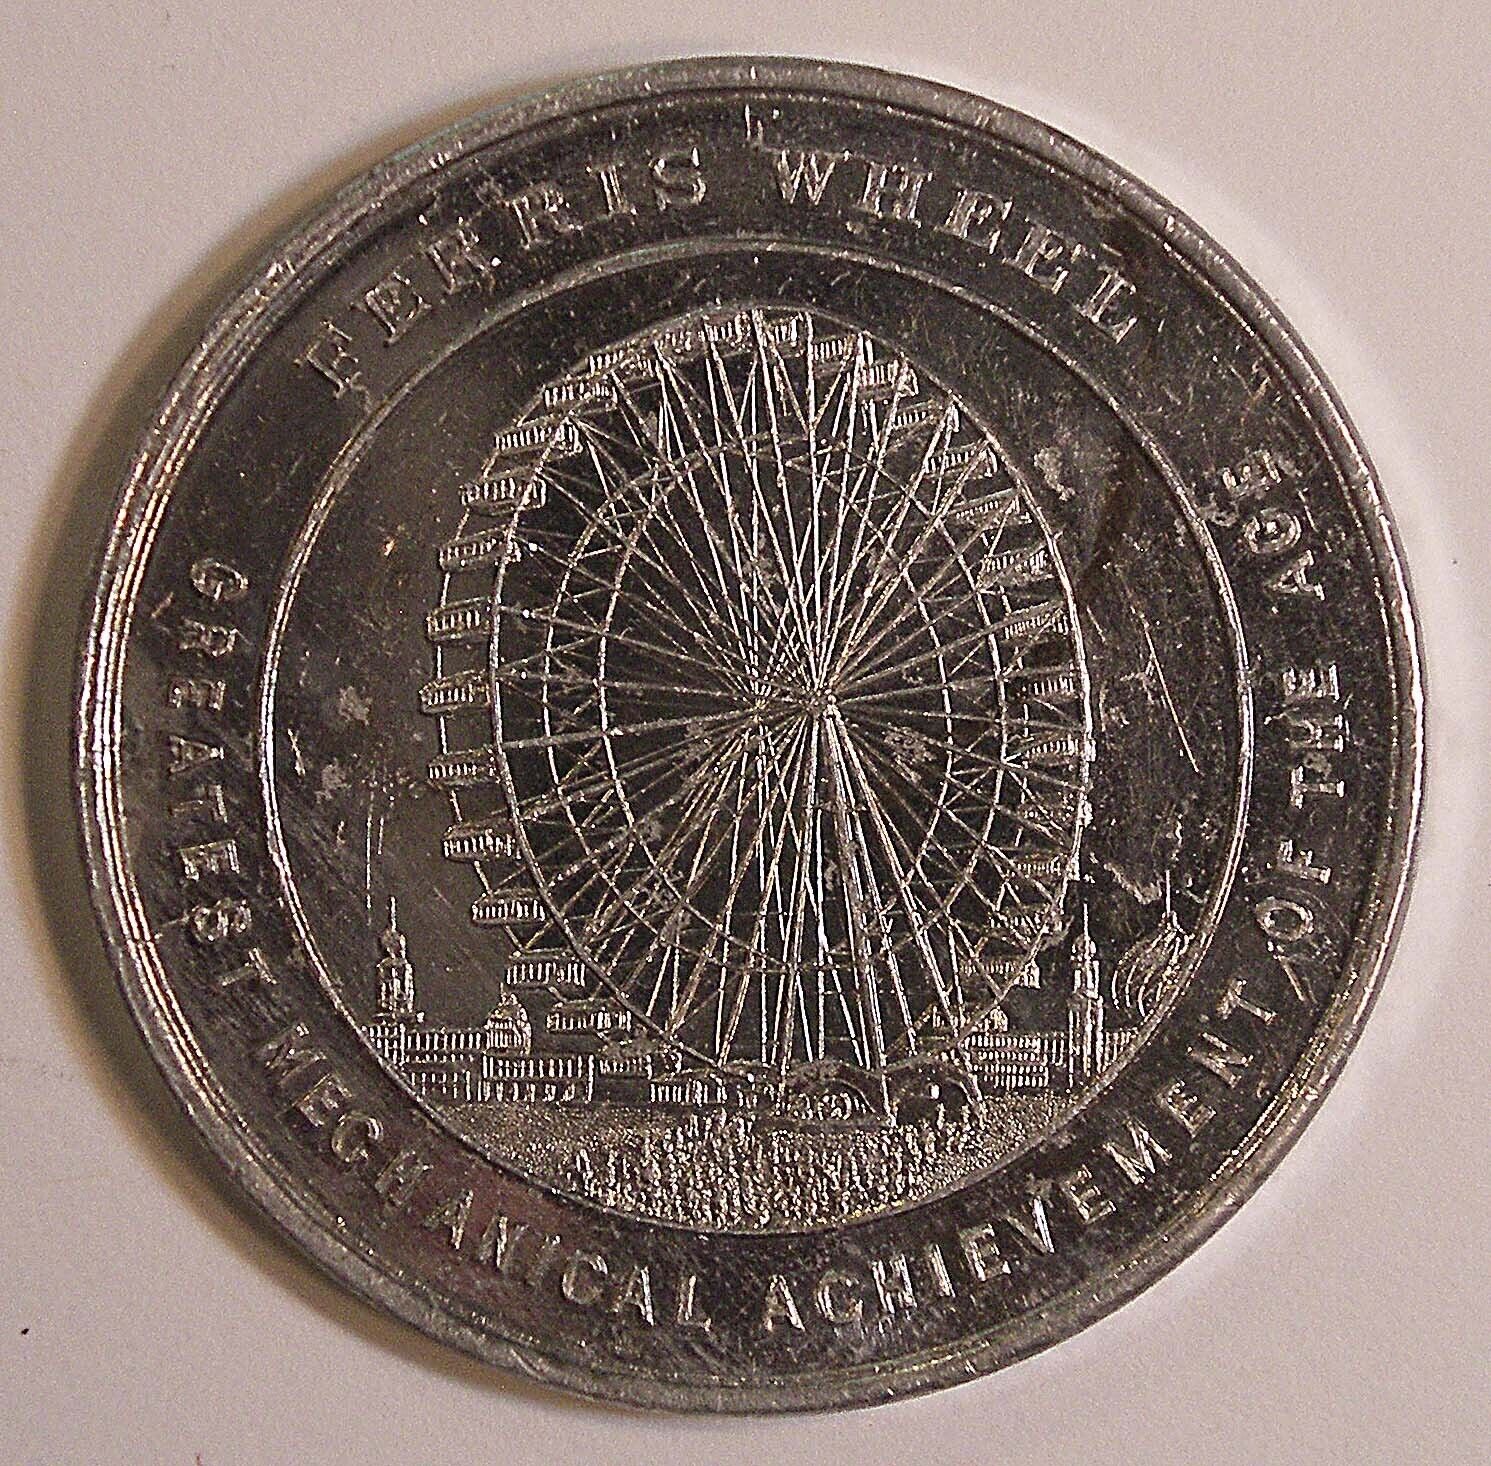 FERRIS WHEEL
GREATEST MECHANICAL ACHIEVEMENT OF THE AGE